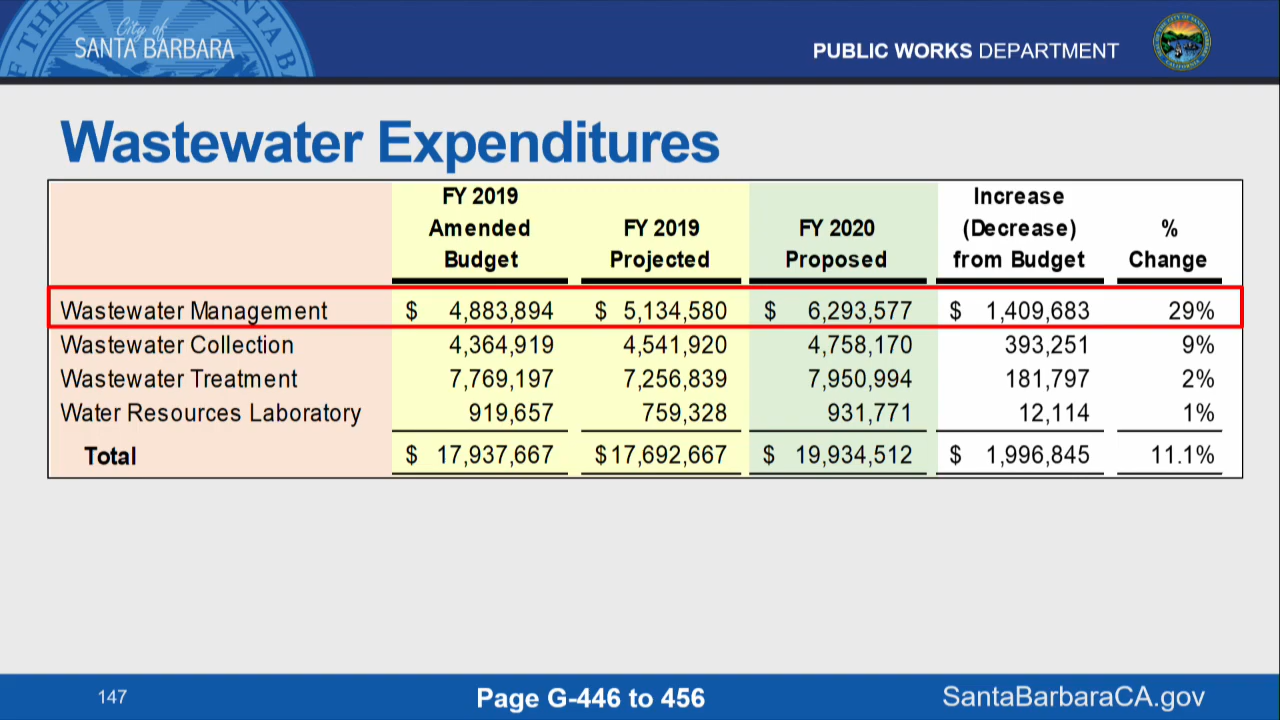 City of
SANTA BARBARA
PUBLIC WORKS DEPARTMENT
Wastewater Expenditures
FY 2019 Amended Budget FY 2019 Projected FY 2020 Proposed Increase (Decrease) from Budget % Change
Wastewater Management $ 4,883,894 $ 5,134,580 $ 6,293,577 $ 1,409,683 29%
Wastewater Collection 4,364,919 4,541,920 4,758,170 393,251 9%
Wastewater Treatment 7,769,197 7,256,839 7,950,994 181,797 2%
Water Resources Laboratory 919,657 759,328 931,771 12,114 1%
Total $ 17,937,667 $17,692,667 $ 19,934,512 $ 1,996,845 11.1%
147 Page G-446 to 456 SantaBarbaraCA.gov